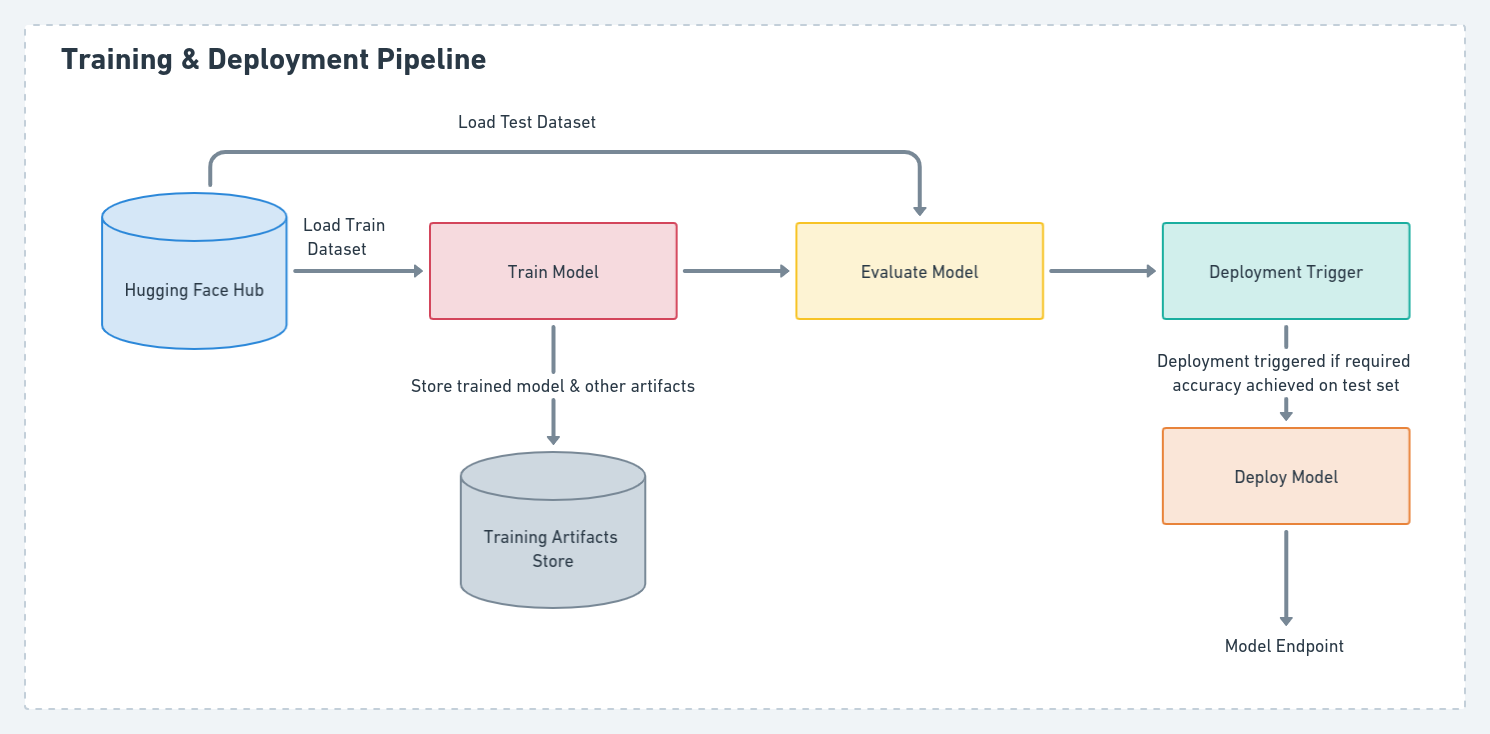 Training & Deployment Pipeline
Load Test Dataset
Load Train
Dataset
Hugging Face Hub
Train Model
Evaluate Model
Deployment Trigger
Store trained model & other artifacts
Deployment triggered if required
accuracy achieved on test set
Training Artifacts
Store
Deploy Model
Model Endpoint